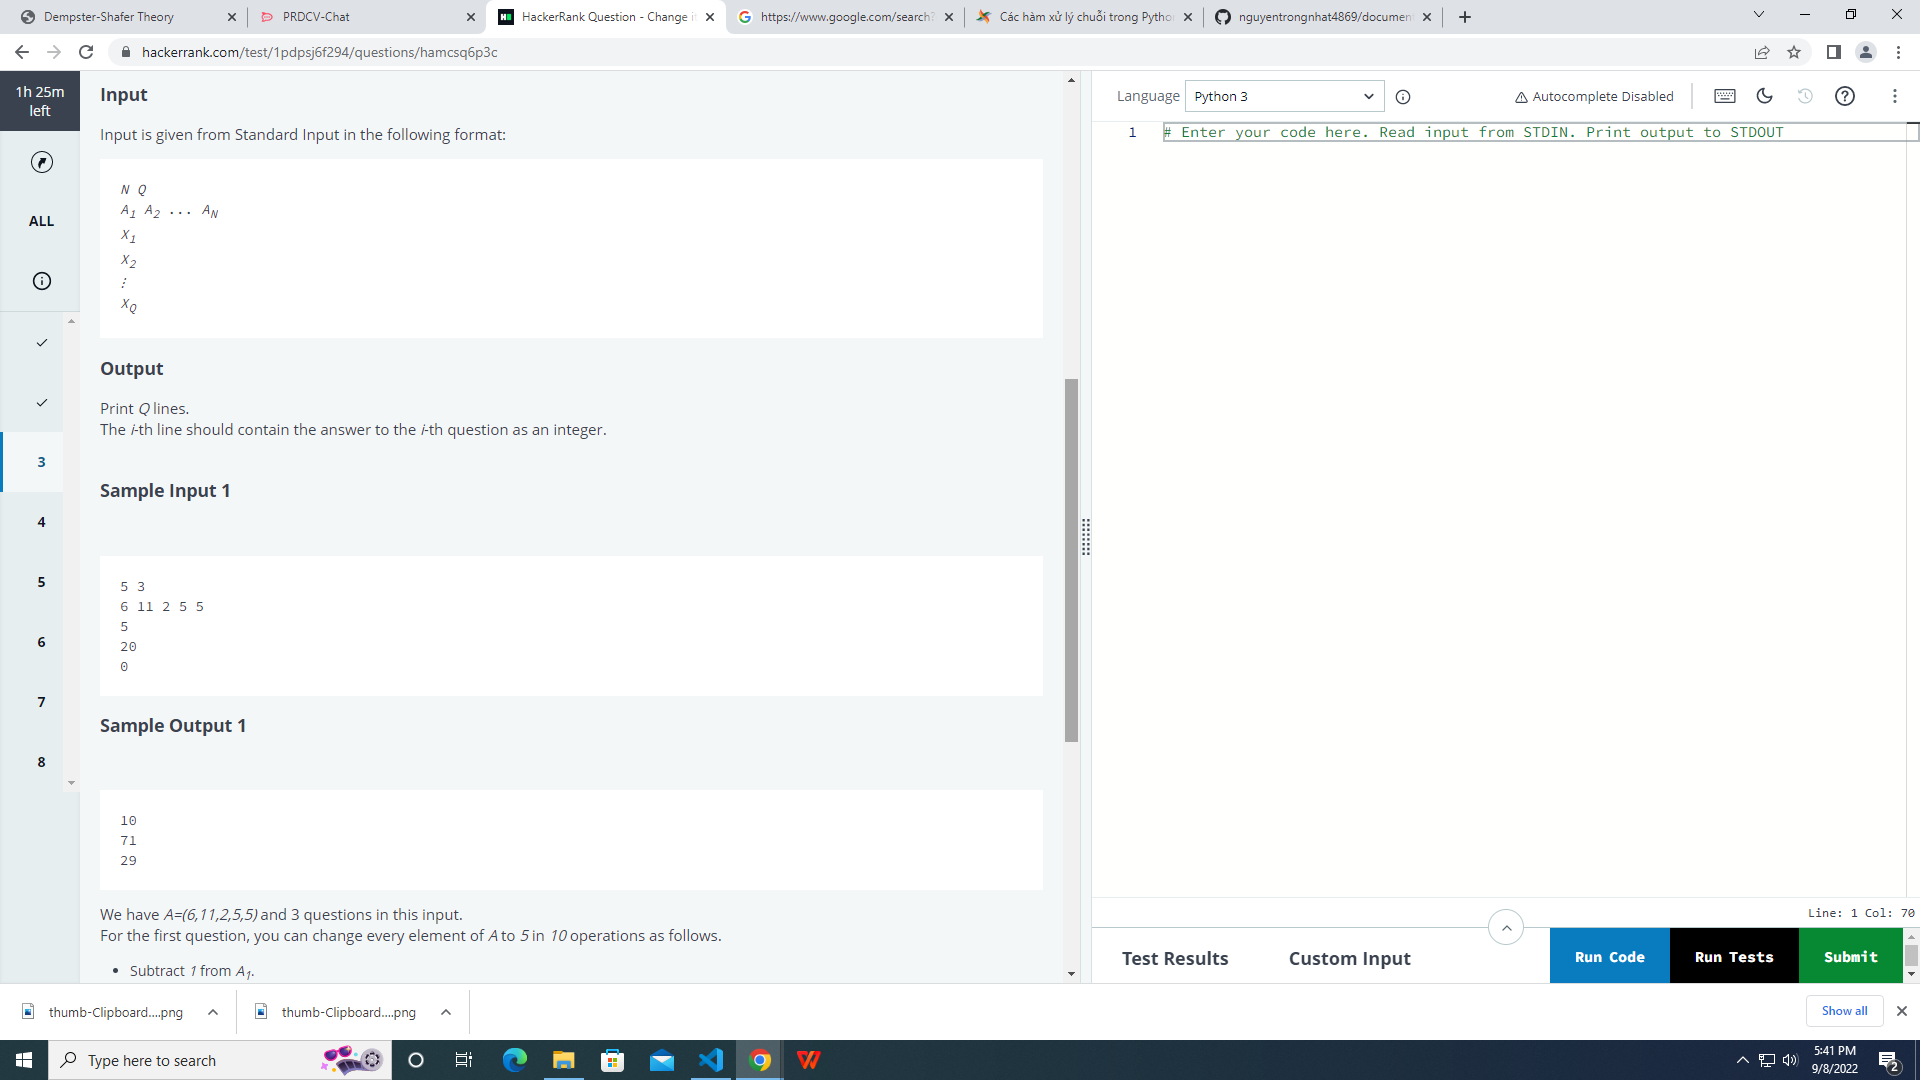 Dempster-Shafer Theory
PRDCV-Chat
HackerRank Question - Change i
https://www.google.com/search?
Các hàm xử lý chuỗi trong Pytho
nguyentrongnhat4869/documen
hackerrank.com/test/1pdpsj6f294/questions/hamcsq6p3c
1h 25m
left
ALL
3
4
5
6
7
8
Input
Input is given from Standard Input in the following format:
N Q
A1 A2 ... AN
X1
X2
⋮
XQ
Output
Print Q lines.
The i-th line should contain the answer to the i-th question as an integer.
Sample Input 1
5 3
6 11 2 5 5
5
20
0
Sample Output 1
10
71
29
We have A=(6,11,2,5,5) and 3 questions in this input.
For the first question, you can change every element of A to 5 in 10 operations as follows.
• Subtract 1 from A1.
Language Python 3
Autocomplete Disabled
1 # Enter your code here. Read input from STDIN. Print output to STDOUT
Line: 1 Col: 70
Test Results
Custom Input
Run Code
Run Tests
Submit
thumb-Clipboard....png
thumb-Clipboard....png
Show all
Type here to search
5:41 PM
9/8/2022
2